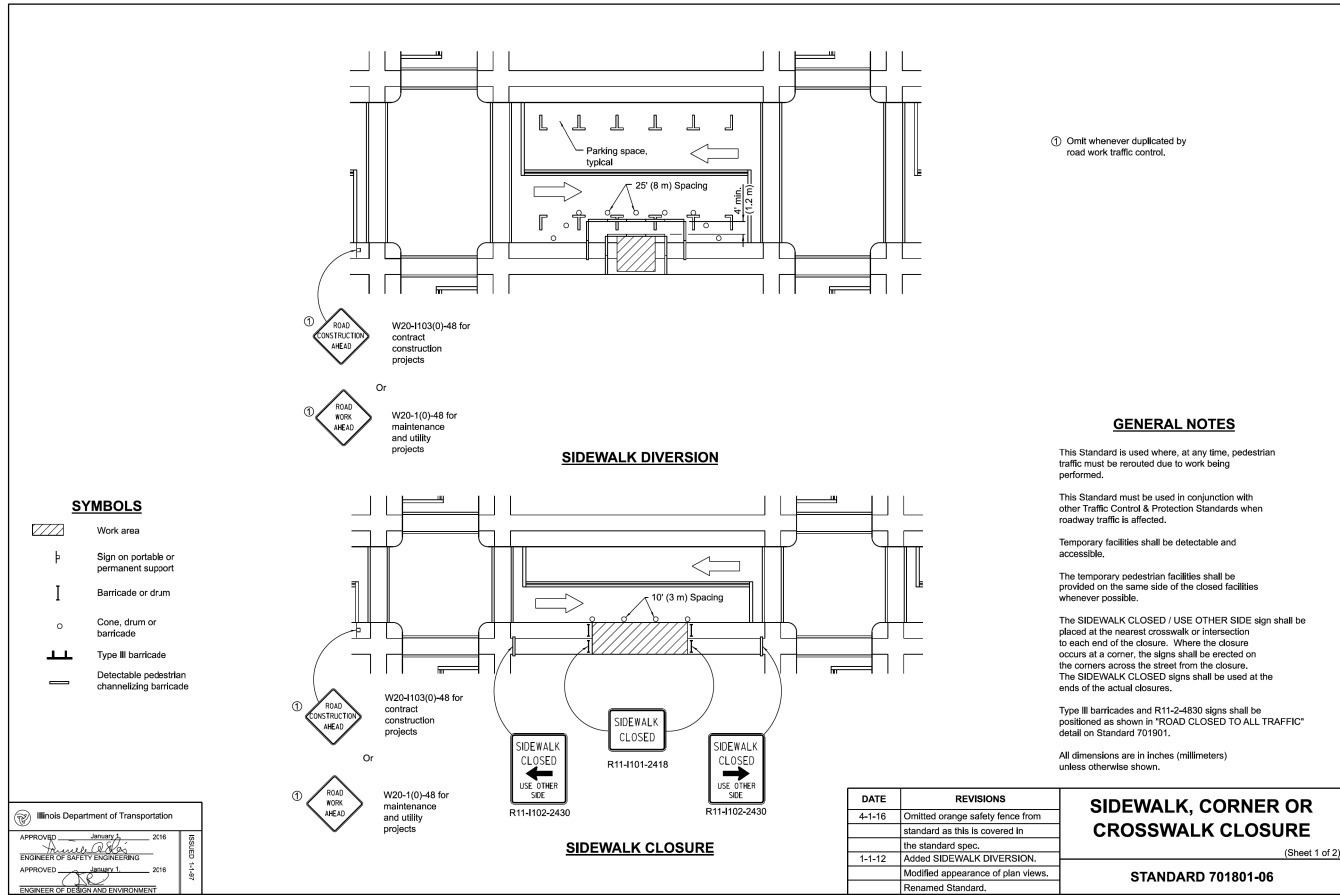 Parking space,
typical
25' (8 m) Spacing
4' min.
(1.2 m)
① Omit whenever duplicated by
road work traffic control.
①
ROAD
CONSTRUCTION
AHEAD
W20-I103(0)-48 for
contract
construction
projects
Or
①
ROAD
WORK
AHEAD
W20-1(0)-48 for
maintenance
and utility
projects
SIDEWALK DIVERSION
GENERAL NOTES
This Standard is used where, at any time, pedestrian
traffic must be rerouted due to work being
performed.
This Standard must be used in conjunction with
other Traffic Control & Protection Standards when
roadway traffic is affected.
Temporary facilities shall be detectable and
accessible.
The temporary pedestrian facilities shall be
provided on the same side of the closed facilities
whenever possible.
The SIDEWALK CLOSED / USE OTHER SIDE sign shall be
placed at the nearest crosswalk or intersection
to each end of the closure. Where the closure
occurs at a corner, the signs shall be erected on
the corners across the street from the closure.
The SIDEWALK CLOSED signs shall be used at the
ends of the actual closures.
Type III barricades and R11-2-4830 signs shall be
positioned as shown in "ROAD CLOSED TO ALL TRAFFIC"
detail on Standard 701901.
All dimensions are in inches (millimeters)
unless otherwise shown.
SYMBOLS
Work area
Sign on portable or
permanent support
Barricade or drum
Cone, drum or
barricade
Type III barricade
Detectable pedestrian
channelizing barricade
10' (3 m) Spacing
①
ROAD
CONSTRUCTION
AHEAD
W20-I103(0)-48 for
contract
construction
projects
Or
①
ROAD
WORK
AHEAD
W20-1(0)-48 for
maintenance
and utility
projects
SIDEWALK
CLOSED
USE OTHER
SIDE
R11-I102-2430
SIDEWALK
CLOSED
R11-I101-2418
SIDEWALK
CLOSED
USE OTHER
SIDE
R11-I102-2430
SIDEWALK CLOSURE
Illinois Department of Transportation
APPROVED January 1, 2016
ENGINEER OF SAFETY ENGINEERING
APPROVED January 1, 2016
ENGINEER OF DESIGN AND ENVIRONMENT
ISSUED 1-1-97
DATE REVISIONS
4-1-16 Omitted orange safety fence from
standard as this is covered in
the standard spec.
1-1-12 Added SIDEWALK DIVERSION.
Modified appearance of plan views.
Renamed Standard.
SIDEWALK, CORNER OR
CROSSWALK CLOSURE
(Sheet 1 of 2)
STANDARD 701801-06